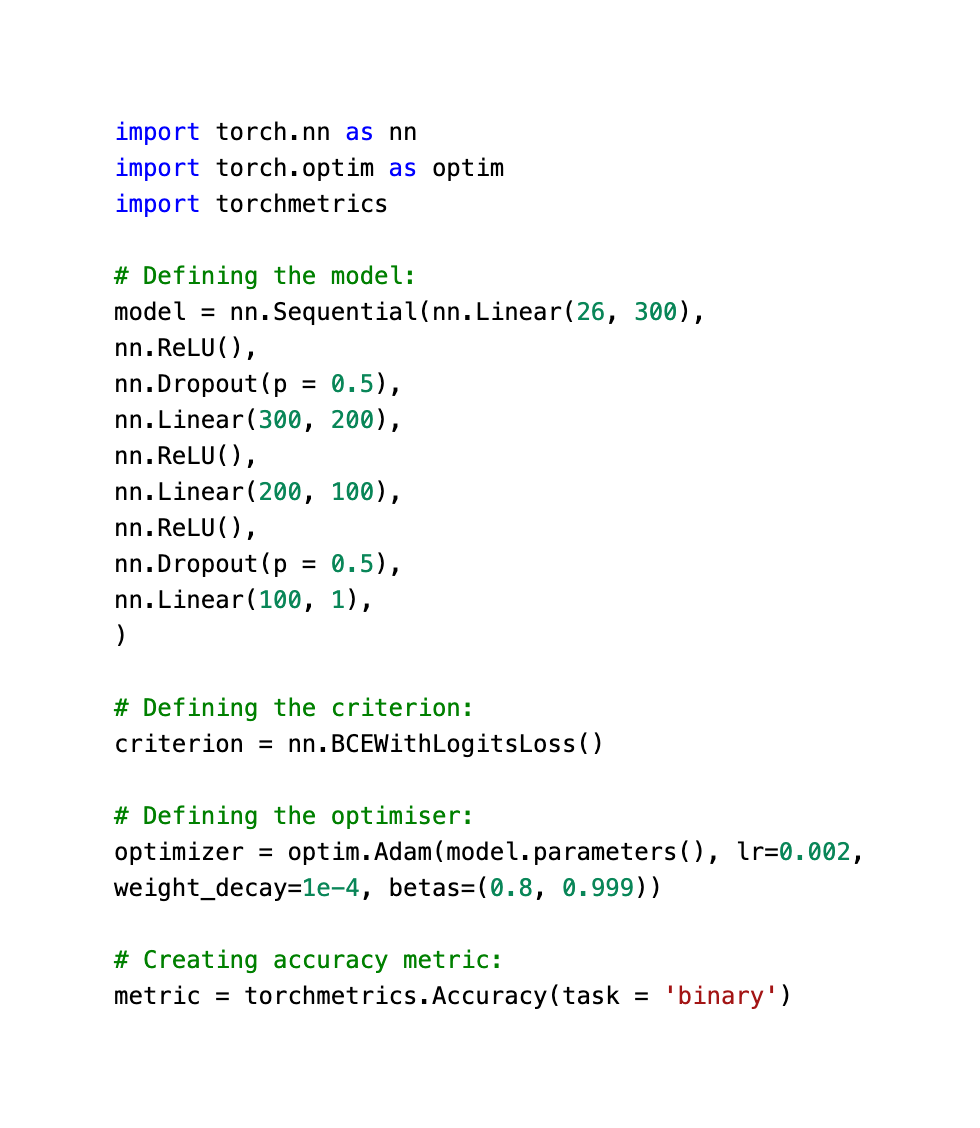 import torch.nn as nn
import torch.optim as optim
import torchmetrics
# Defining the model:
model = nn.Sequential(nn.Linear(26, 300),
nn.ReLU(),
nn.Dropout(p = 0.5),
nn.Linear(300, 200),
nn.ReLU(),
nn.Linear(200, 100),
nn.ReLU(),
nn.Dropout(p = 0.5),
nn.Linear(100, 1),
)
# Defining the criterion:
criterion = nn.BCEWithLogitsLoss()
# Defining the optimiser:
optimizer = optim.Adam(model.parameters(), lr=0.002,
weight_decay=1e-4, betas=(0.8, 0.999))
# Creating accuracy metric:
metric = torchmetrics.Accuracy(task = 'binary')